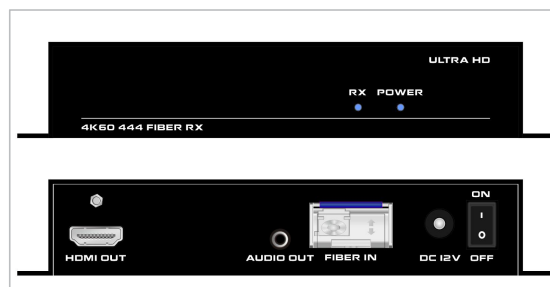 ULTRA HD
RX POWER
4K60 444 FIBER RX
ON
I
O
HDMI OUT AUDIO OUT FIBER IN DC 12V OFF